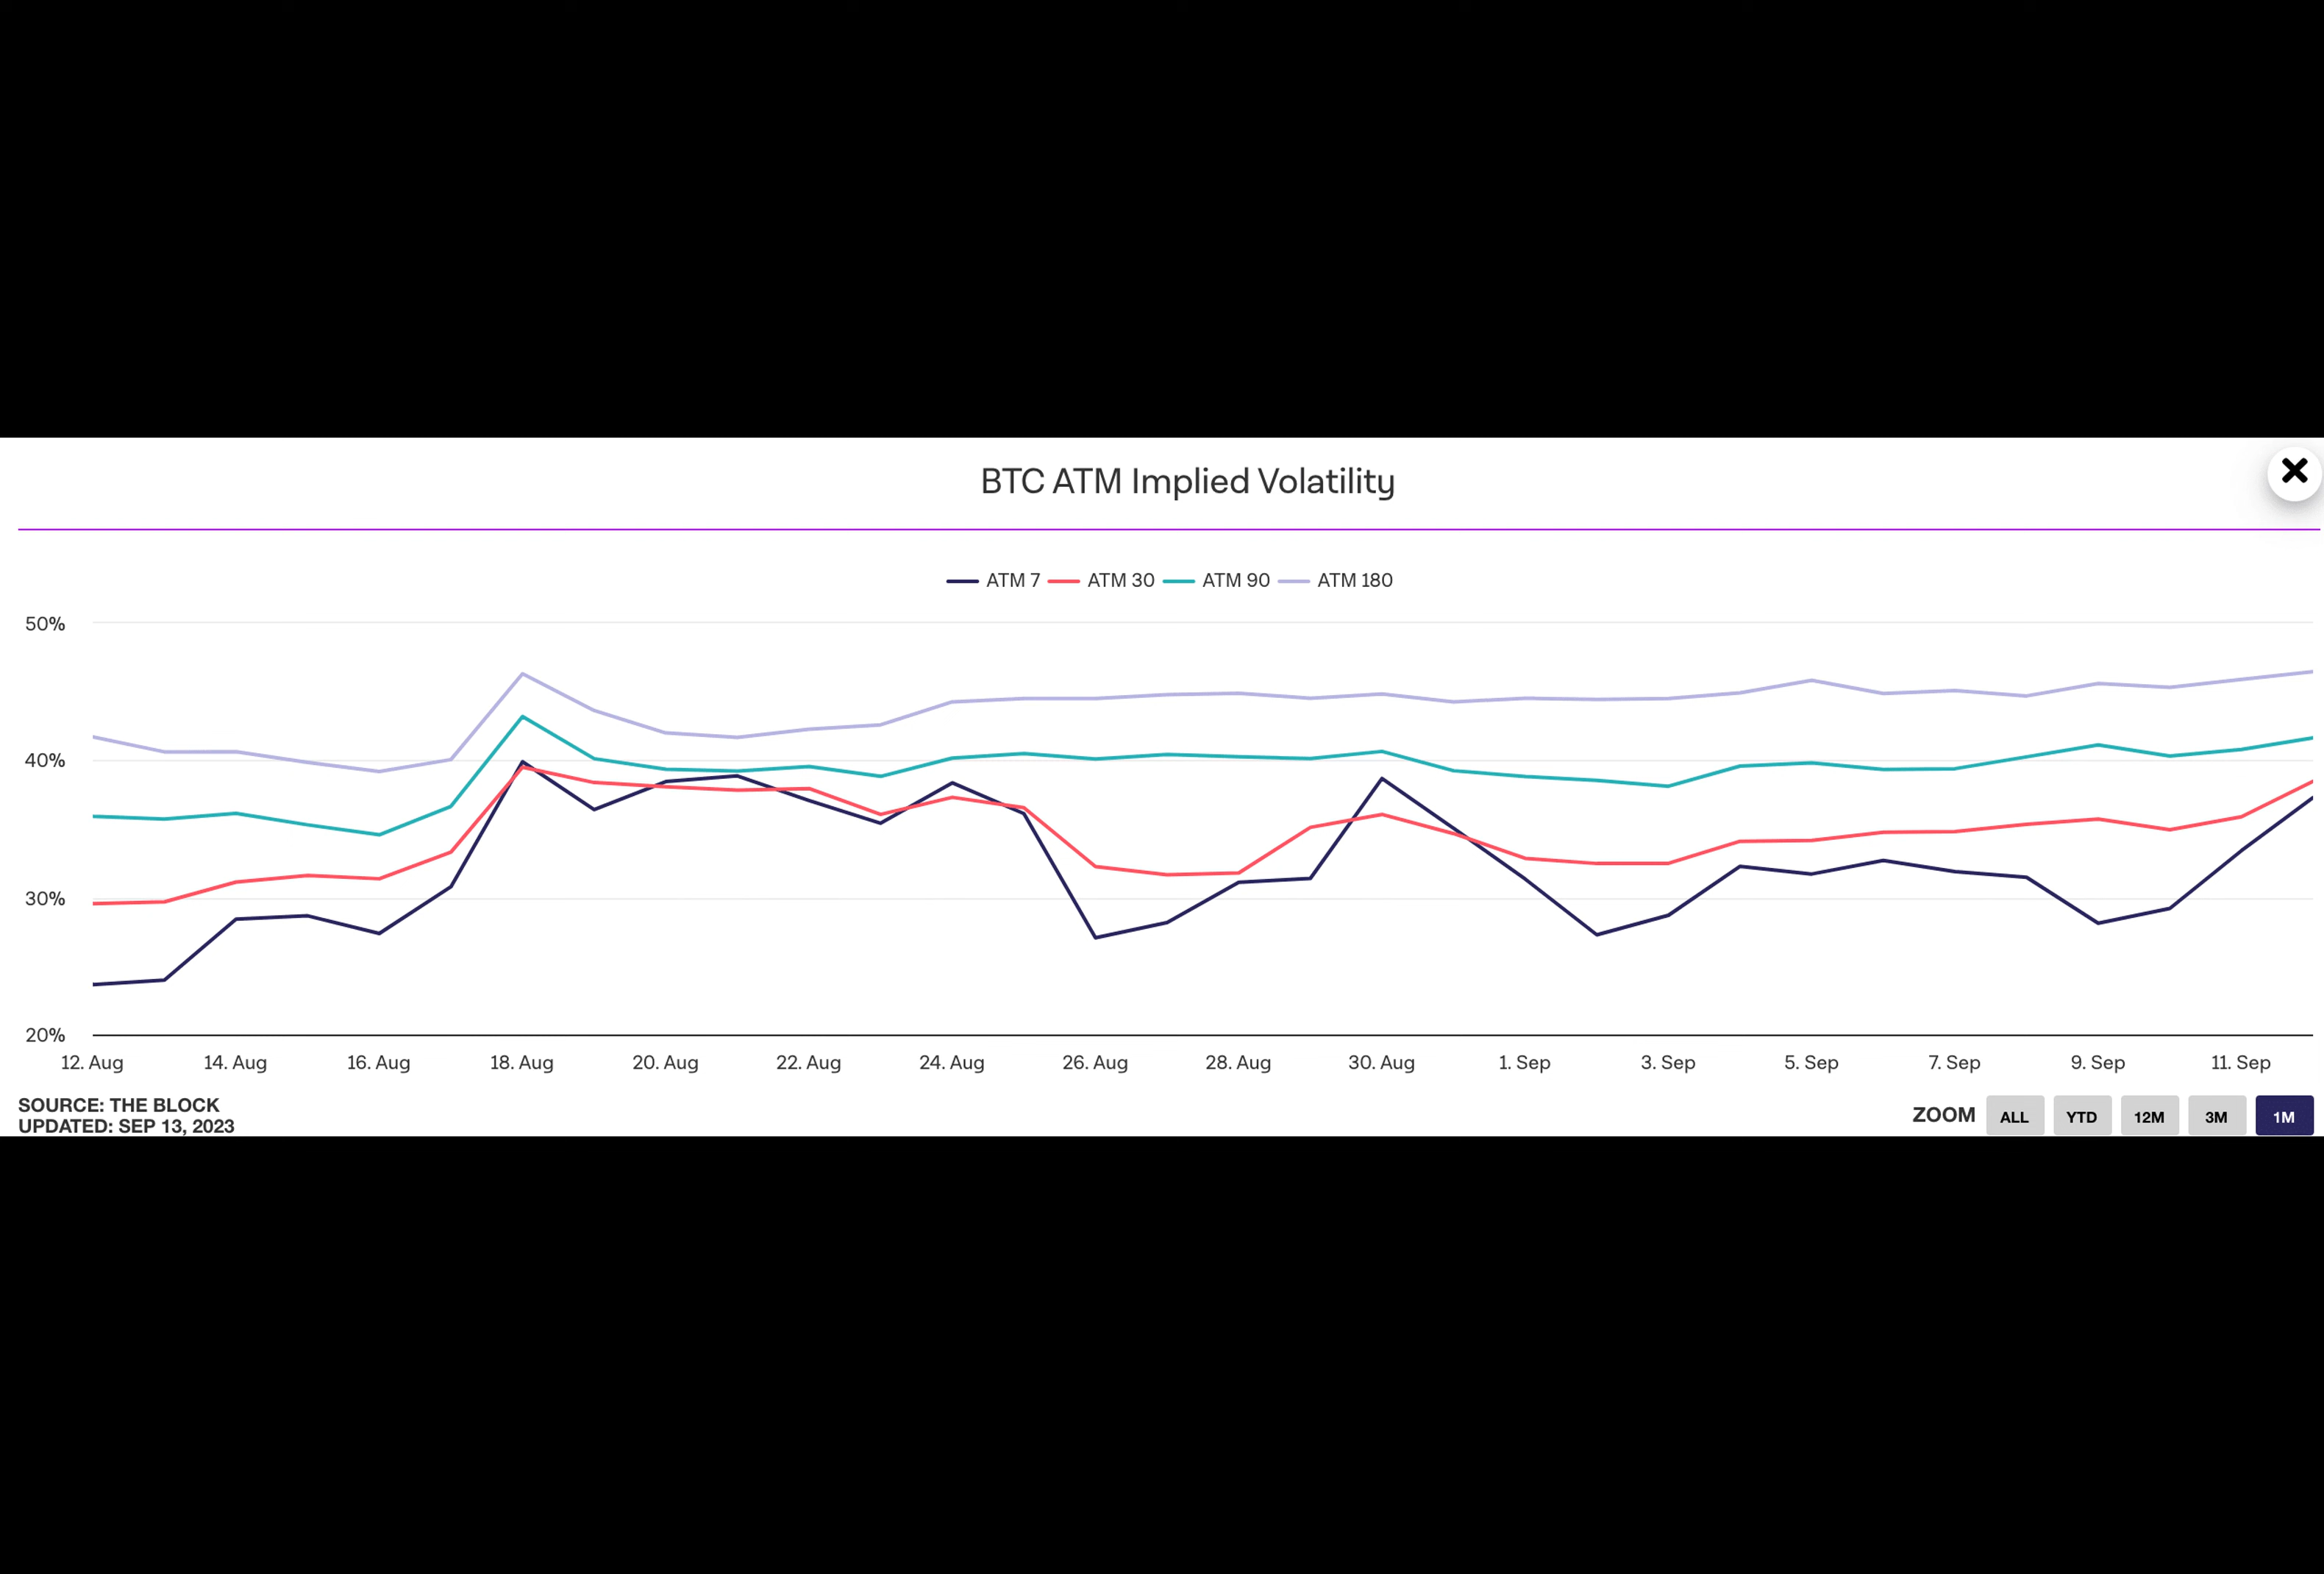 BTC ATM Implied Volatility
ATM 7 ATM 30 ATM 90 ATM 180
50%
40%
30%
20%
12. Aug 14. Aug 16. Aug 18. Aug 20. Aug 22. Aug 24. Aug 26. Aug 28. Aug 30. Aug 1. Sep 3. Sep 5. Sep 7. Sep 9. Sep 11. Sep
SOURCE: THE BLOCK
UPDATED: SEP 13, 2023
ZOOM ALL YTD 12M 3M 1M